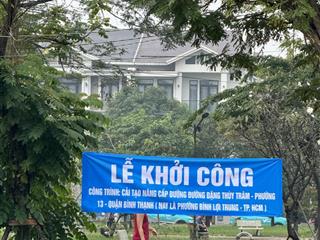 LỄ KHỞI CÔNG
CÔNG TRÌNH: CẢI TẠO NÂNG CẤP ĐƯỜNG ĐƯỜNG ĐẶNG THÙY TRÂM - PHƯỜNG
13 - QUẬN BÌNH THẠNH ( NAY LÀ PHƯỜNG BÌNH LỢI TRUNG - TP. HCM )